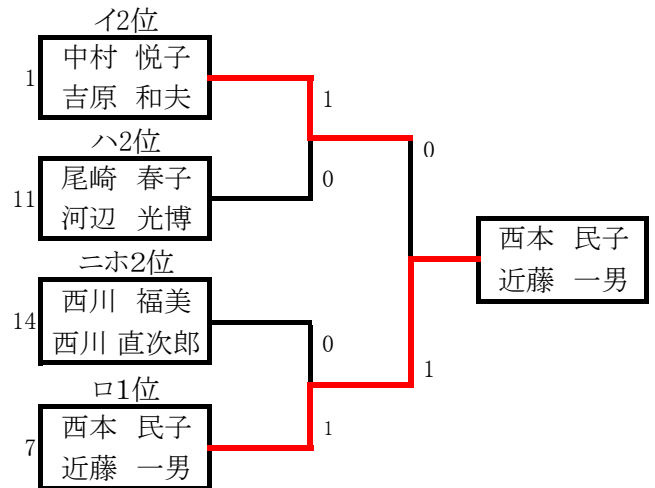 イ2位
1
中村 悦子
吉原 和夫
1
0
ハ2位
11
尾崎 春子
河辺 光博
0
西本 民子
近藤 一男
ニホ2位
14
西川 福美
西川 直次郎
0
1
ロ1位
7
西本 民子
近藤 一男
1